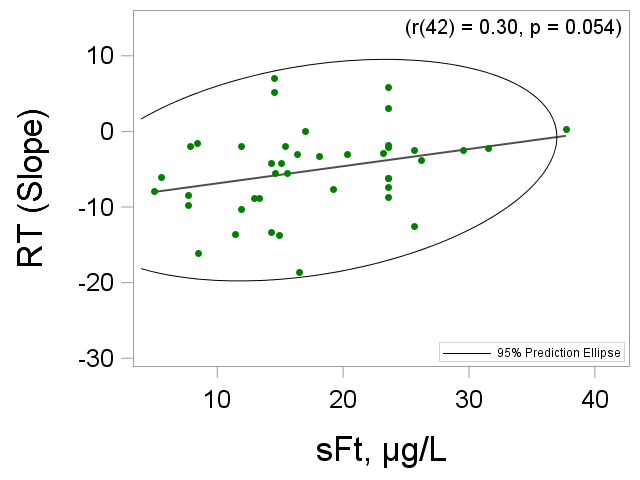 (r(42) = 0.30, p = 0.054)
10
0
-10
-20
-30
RT (Slope)
95% Prediction Ellipse
10 20 30 40
sFt, µg/L